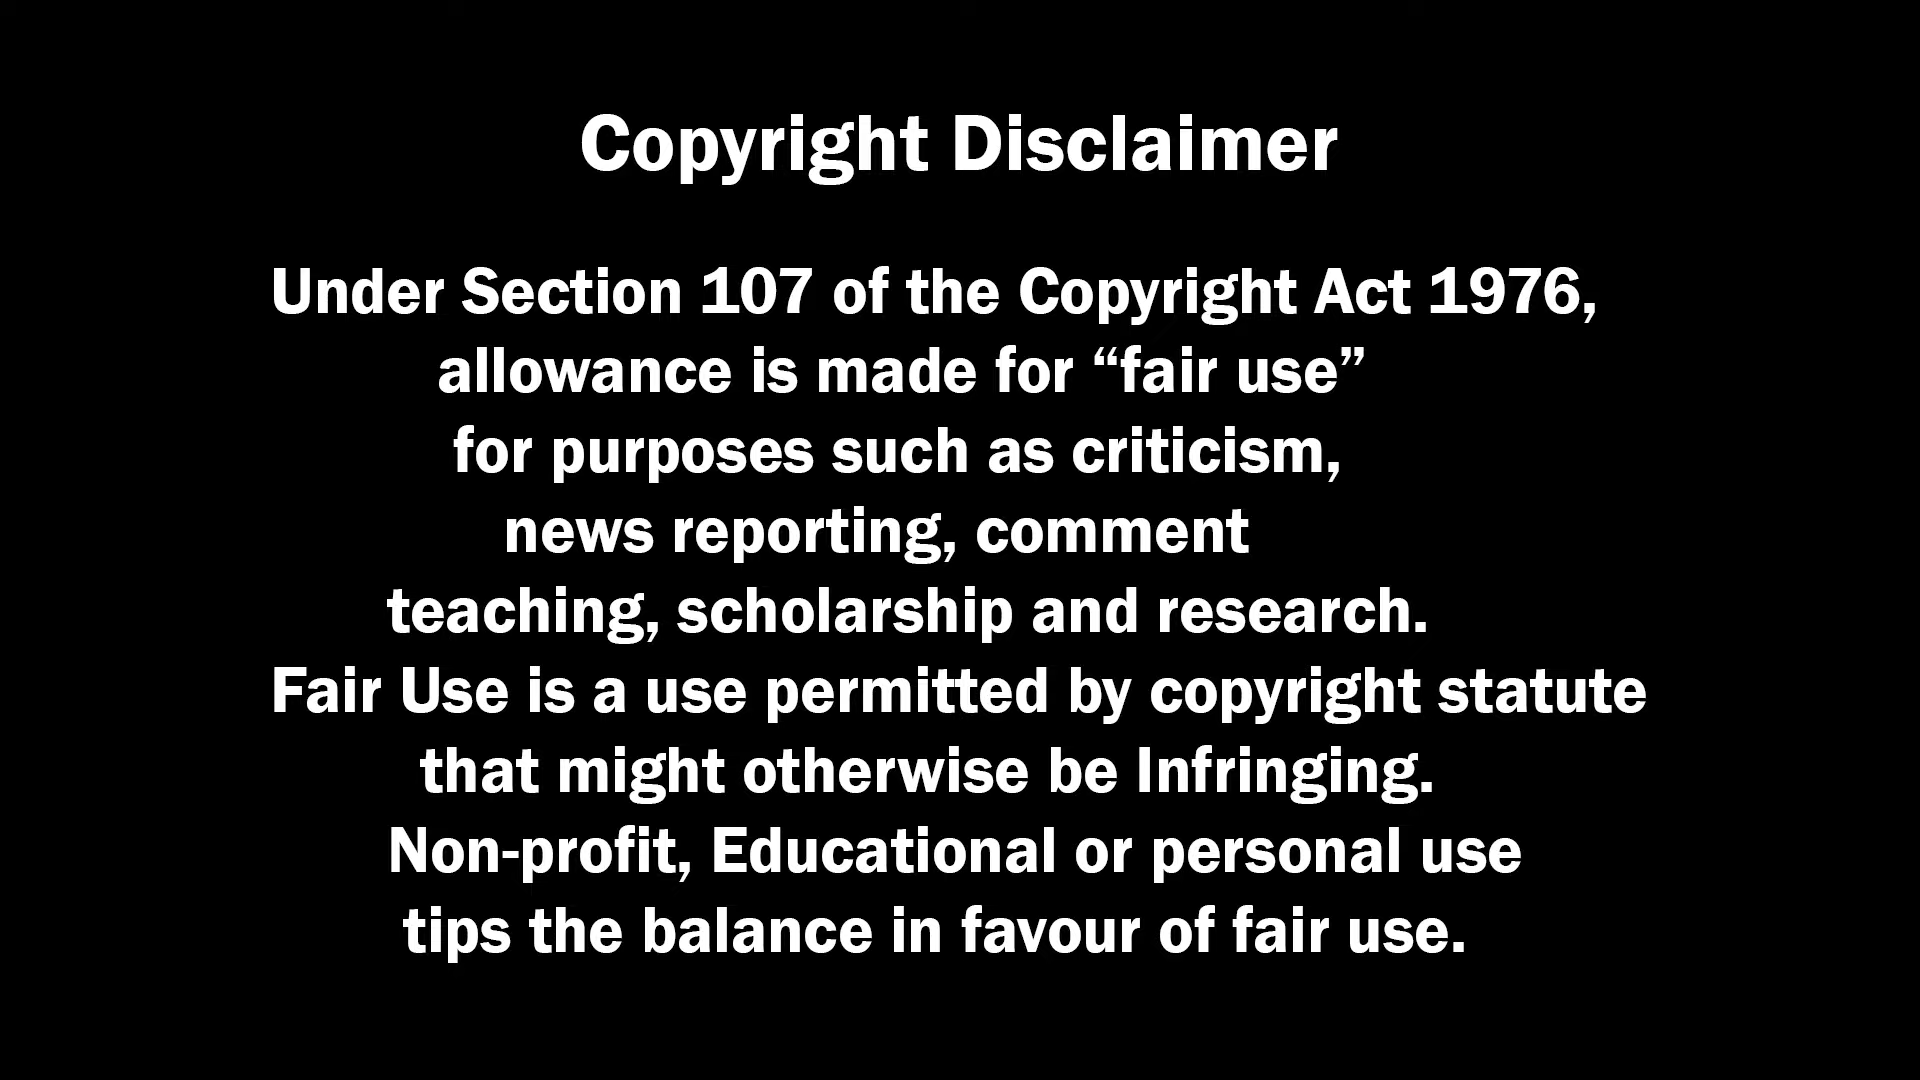 Copyright Disclaimer
Under Section 107 of the Copyright Act 1976,
allowance is made for “fair use”
for purposes such as criticism,
news reporting, comment
teaching, scholarship and research.
Fair Use is a use permitted by copyright statute
that might otherwise be Infringing.
Non-profit, Educational or personal use
tips the balance in favour of fair use.